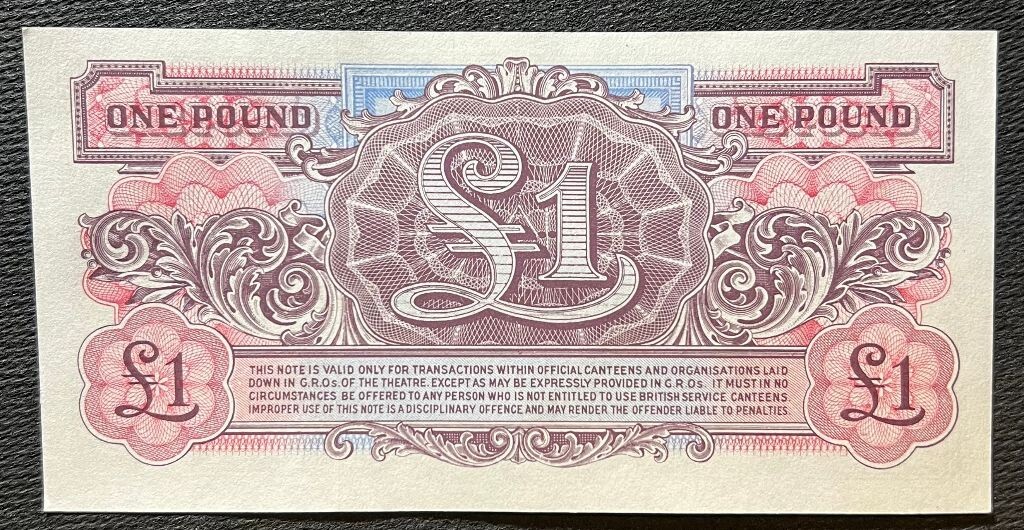 ONE POUND
ONE POUND
£1
£1
THIS NOTE IS VALID ONLY FOR TRANSACTIONS WITHIN OFFICIAL CANTEENS AND ORGANISATIONS LAID
DOWN IN G.R.Os. OF THE THEATRE. EXCEPT AS MAY BE EXPRESSLY PROVIDED IN G.R.Os. IT MUST IN NO
CIRCUMSTANCES BE OFFERED TO ANY PERSON WHO IS NOT ENTITLED TO USE BRITISH SERVICE CANTEENS.
IMPROPER USE OF THIS NOTE IS A DISCIPLINARY OFFENCE AND MAY RENDER THE OFFENDER LIABLE TO PENALTIES.
£1